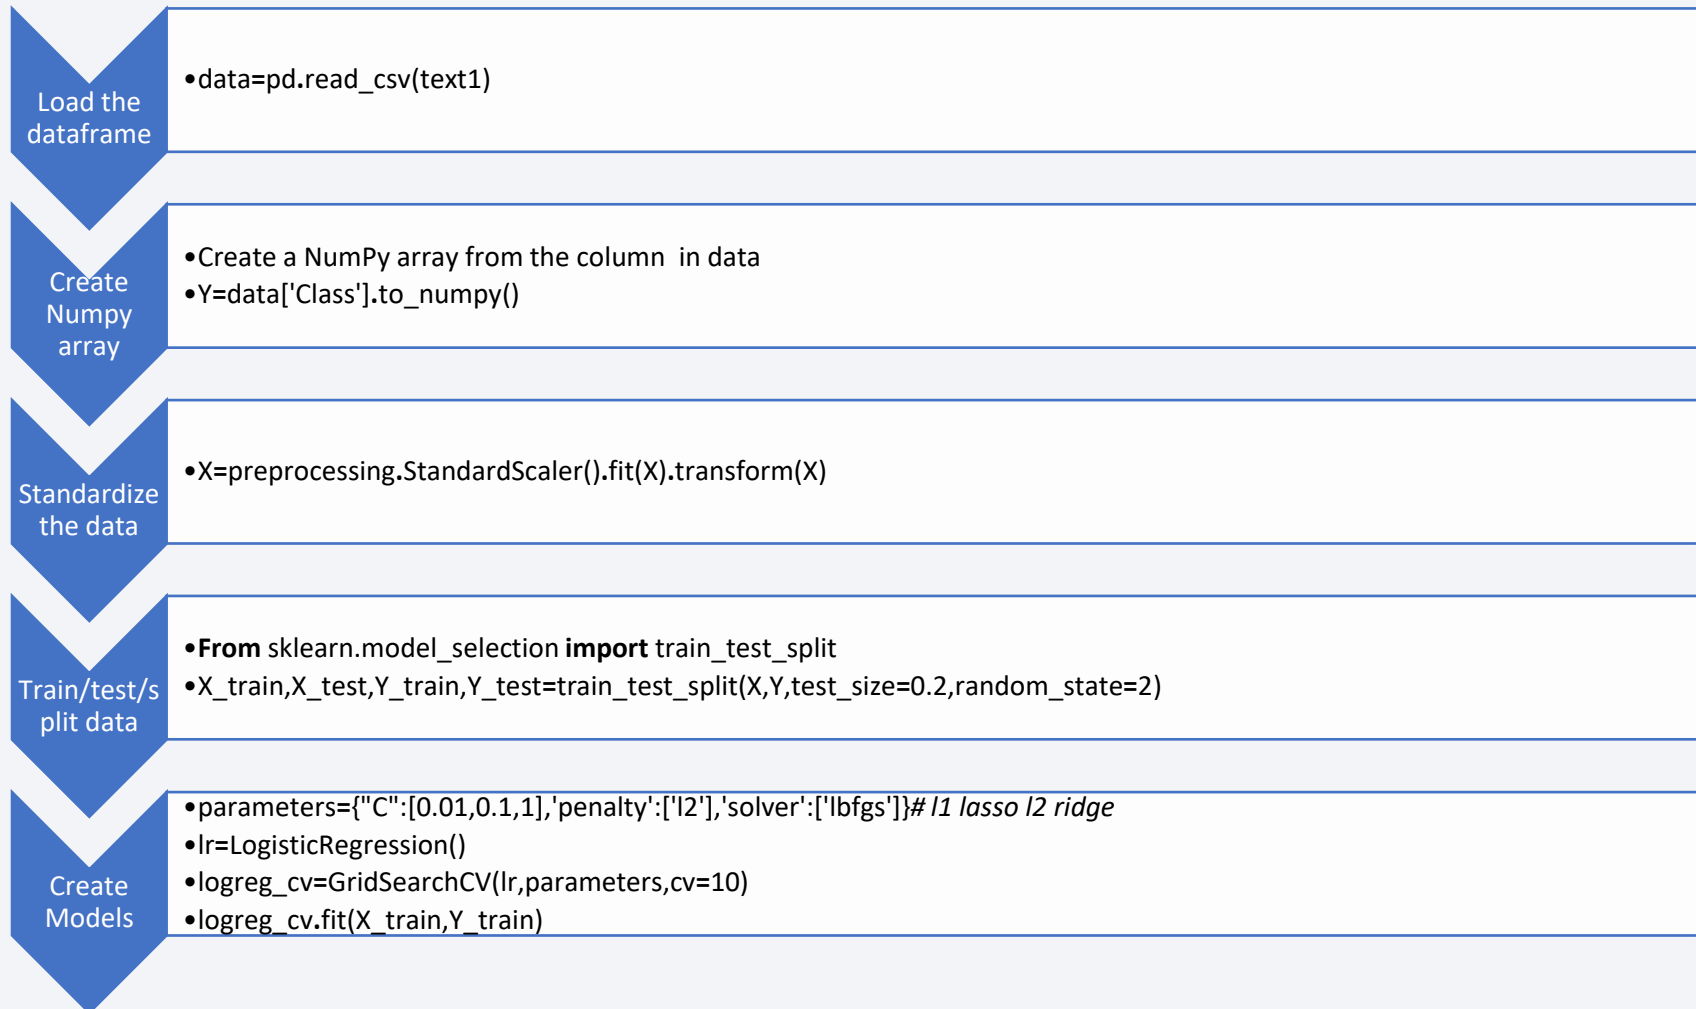 Load the
dataframe
•data=pd.read_csv(text1)
Create
Numpy
array
•Create a NumPy array from the column  in data
•Y=data['Class'].to_numpy()
Standardize
the data
•X=preprocessing.StandardScaler().fit(X).transform(X)
Train/test/s
plit data
•From sklearn.model_selection import train_test_split
•X_train,X_test,Y_train,Y_test=train_test_split(X,Y,test_size=0.2,random_state=2)
Create
Models
•parameters={"C":[0.01,0.1,1],'penalty':['l2'],'solver':['lbfgs']}# l1 lasso l2 ridge
•lr=LogisticRegression()
•logreg_cv=GridSearchCV(lr,parameters,cv=10)
•logreg_cv.fit(X_train,Y_train)